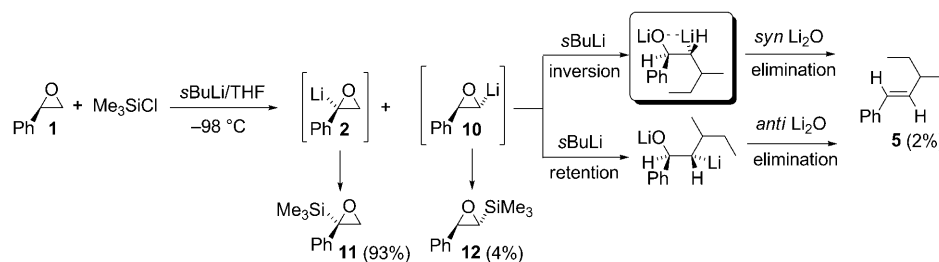 O
Ph
1
+ Me3SiCl
sBuLi/THF
–98 °C
Li
O
Ph
2
+
O
Li
Ph
10
sBuLi
inversion
LiO
LiH
H
Ph
syn Li2O
elimination
sBuLi
retention
LiO
H
Ph
Li
H
anti Li2O
elimination
H
Ph
H
5 (2%
Me3Si
O
Ph
11 (93%)
O
SiMe3
Ph
12 (4%)